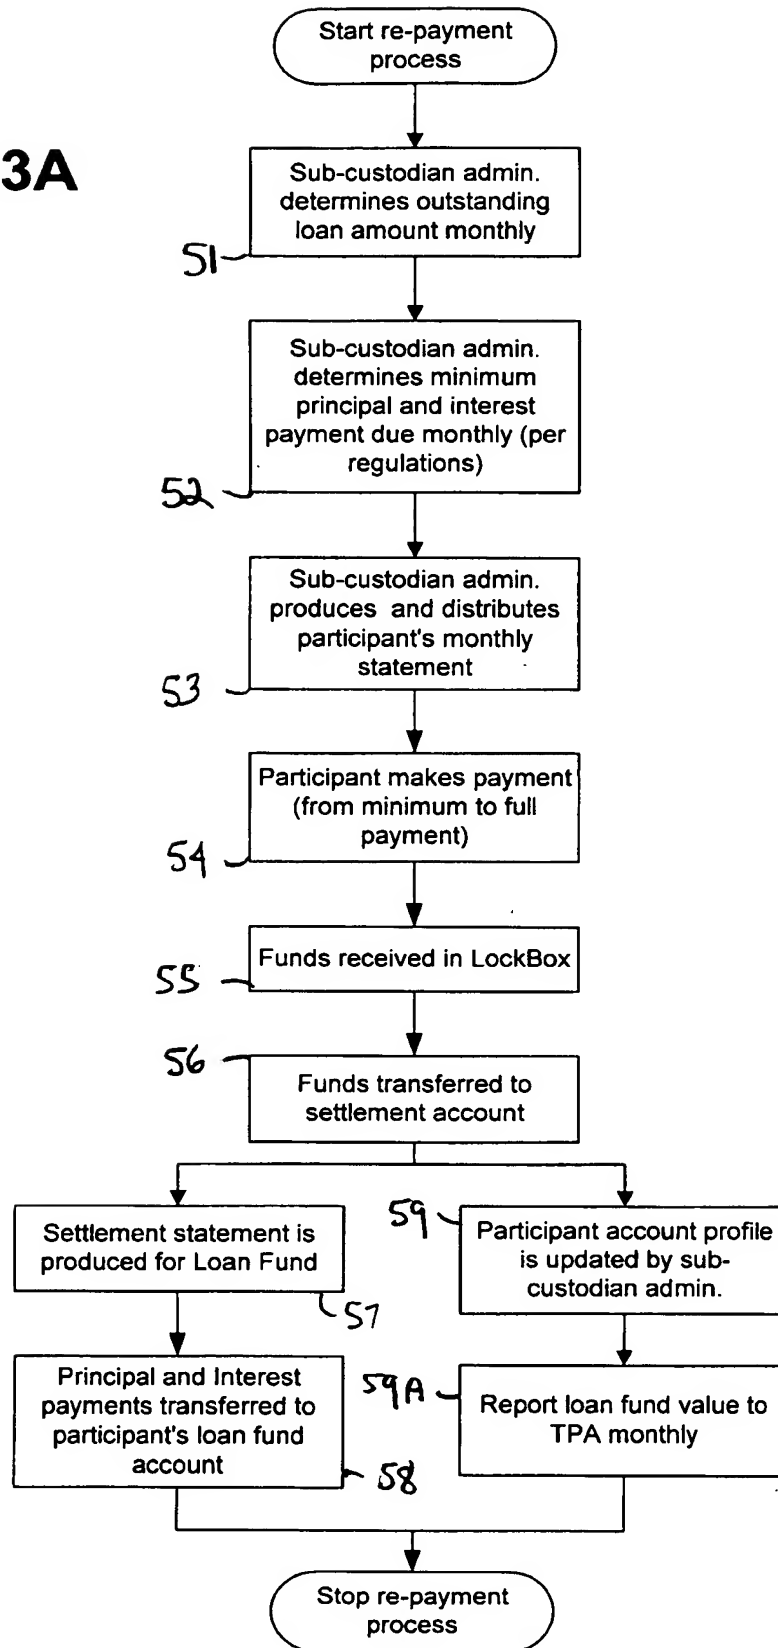 Start re-payment
process
3A
Sub-custodian admin.
determines outstanding
loan amount monthly
51
Sub-custodian admin.
determines minimum
principal and interest
payment due monthly (per
regulations)
52
Sub-custodian admin.
produces and distributes
participant's monthly
statement
53
Participant makes payment
(from minimum to full
payment)
54
Funds received in LockBox
55
56
Funds transferred to
settlement account
Settlement statement is
produced for Loan Fund
57
59
Participant account profile
is updated by sub-
custodian admin.
Principal and Interest
payments transferred to
participant's loan fund
account
58
59A
Report loan fund value to
TPA monthly
Stop re-payment
process